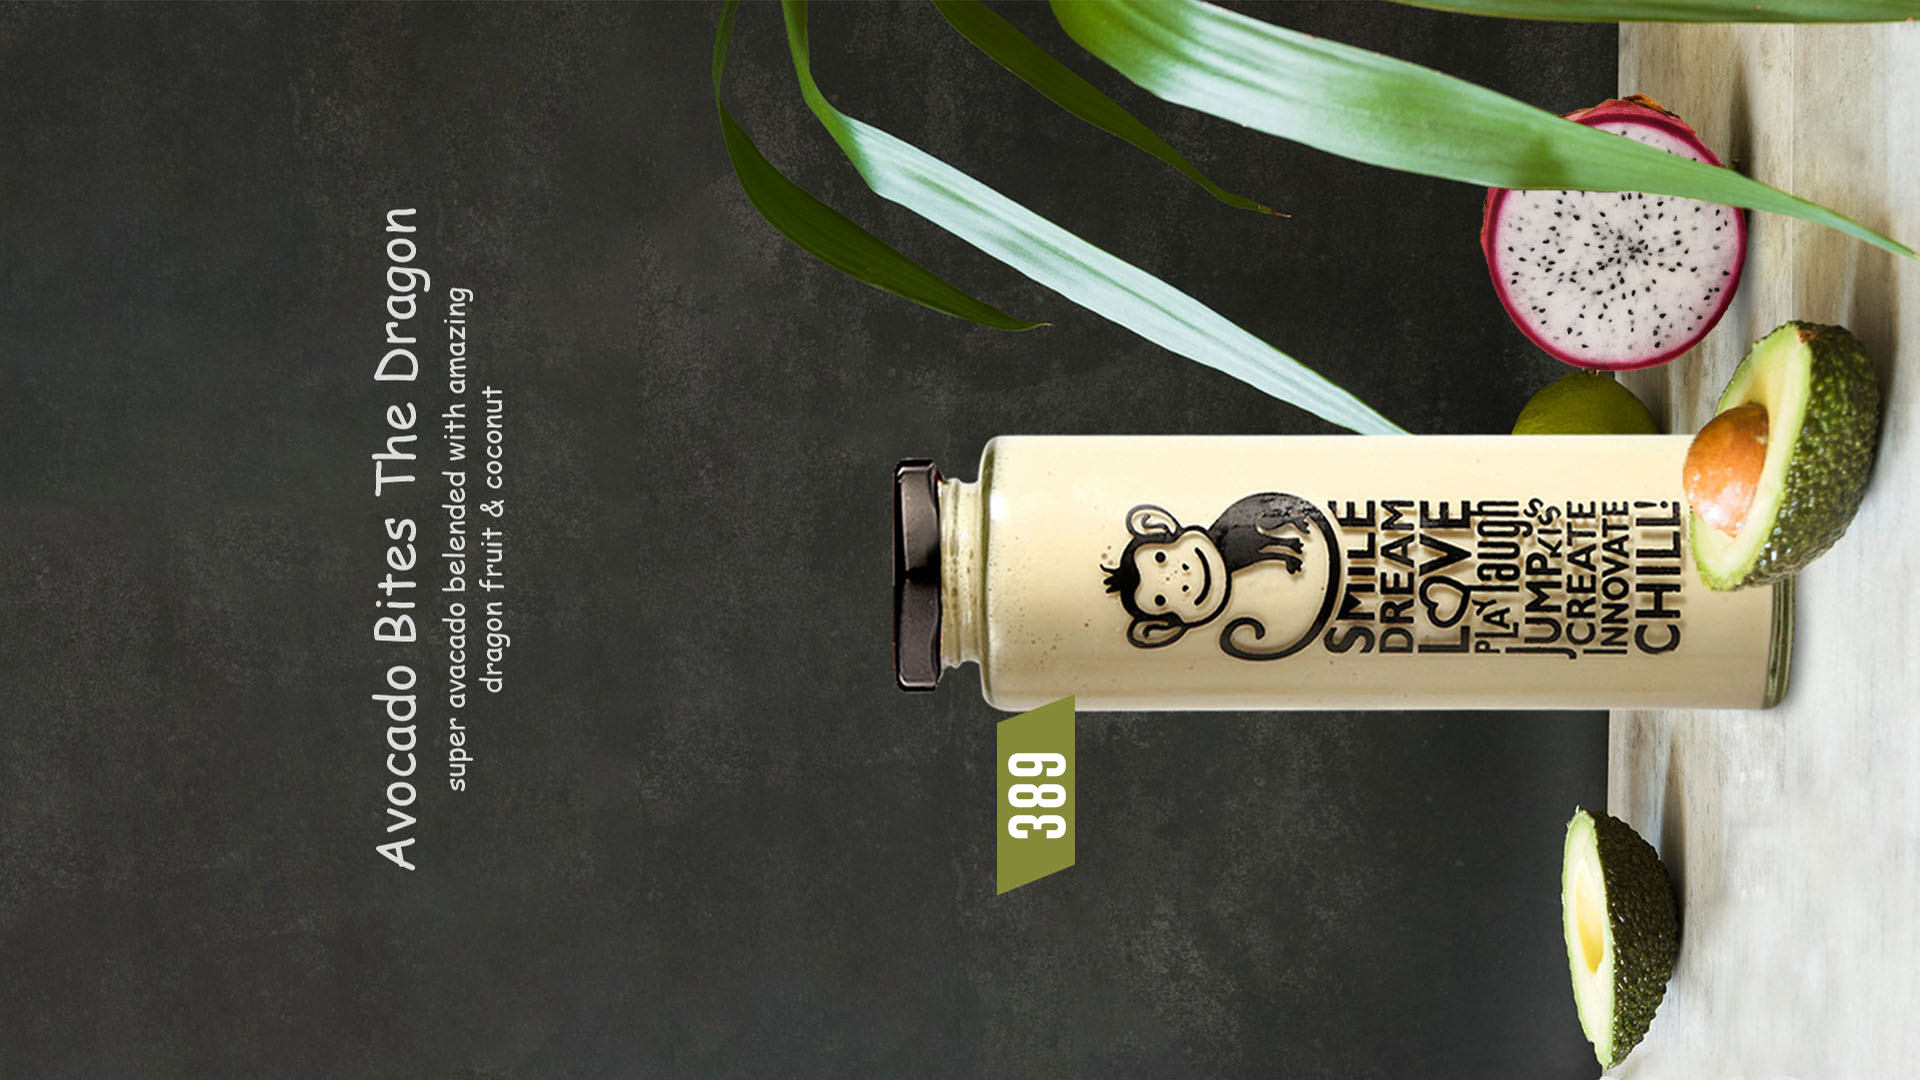 Avocado Bites The Dragon
super avacado belended with amazing
dragon fruit & coconut
389
SMILE
DREAM
LOVE
PLAY laugh
JUMP KISS
CREATE
INNOVATE
CHILL!